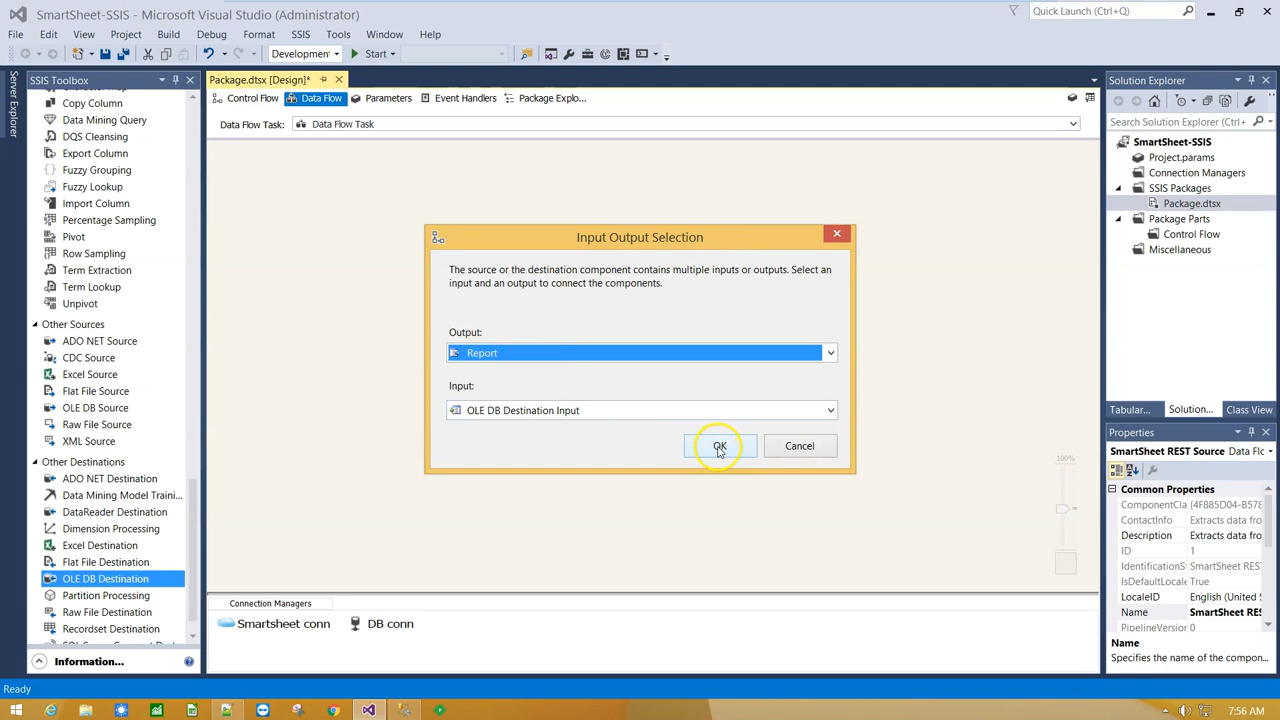 SmartSheet-SSIS - Microsoft Visual Studio (Administrator)
Quick Launch (Ctrl+Q)
File Edit View Project Build Debug Format SSIS Tools Window Help
Development Start
Server Explorer
SSIS Toolbox
Copy Column
Data Mining Query
DQS Cleansing
Export Column
Fuzzy Grouping
Fuzzy Lookup
Import Column
Percentage Sampling
Pivot
Row Sampling
Term Extraction
Term Lookup
Unpivot
Other Sources
ADO NET Source
CDC Source
Excel Source
Flat File Source
OLE DB Source
Raw File Source
XML Source
Other Destinations
ADO NET Destination
Data Mining Model Traini...
DataReader Destination
Dimension Processing
Excel Destination
Flat File Destination
OLE DB Destination
Partition Processing
Raw File Destination
Recordset Destination
Information...
Package.dtsx [Design]*
Control Flow Data Flow Parameters Event Handlers Package Explo...
Data Flow Task: Data Flow Task
Input Output Selection
The source or the destination component contains multiple inputs or outputs. Select an
input and an output to connect the components.
Output:
Report
Input:
OLE DB Destination Input
OK Cancel
100%
Connection Managers
Smartsheet conn DB conn
Solution Explorer
Search Solution Explorer (Ctrl+
SmartSheet-SSIS
Project.params
Connection Managers
SSIS Packages
Package.dtsx
Package Parts
Control Flow
Miscellaneous
Tabular... Solution... Class View
Properties
SmartSheet REST Source Data Flo
Common Properties
ComponentCla {4F885D04-B578
ContactInfo Extracts data fro
Description Extracts data fro
ID 1
Identification SmartSheet RES
IsDefaultLocale True
LocaleID English (United S
Name SmartSheet RES
PipelineVersion 0
Name
Specifies the name of the compon...
Ready
7:56 AM